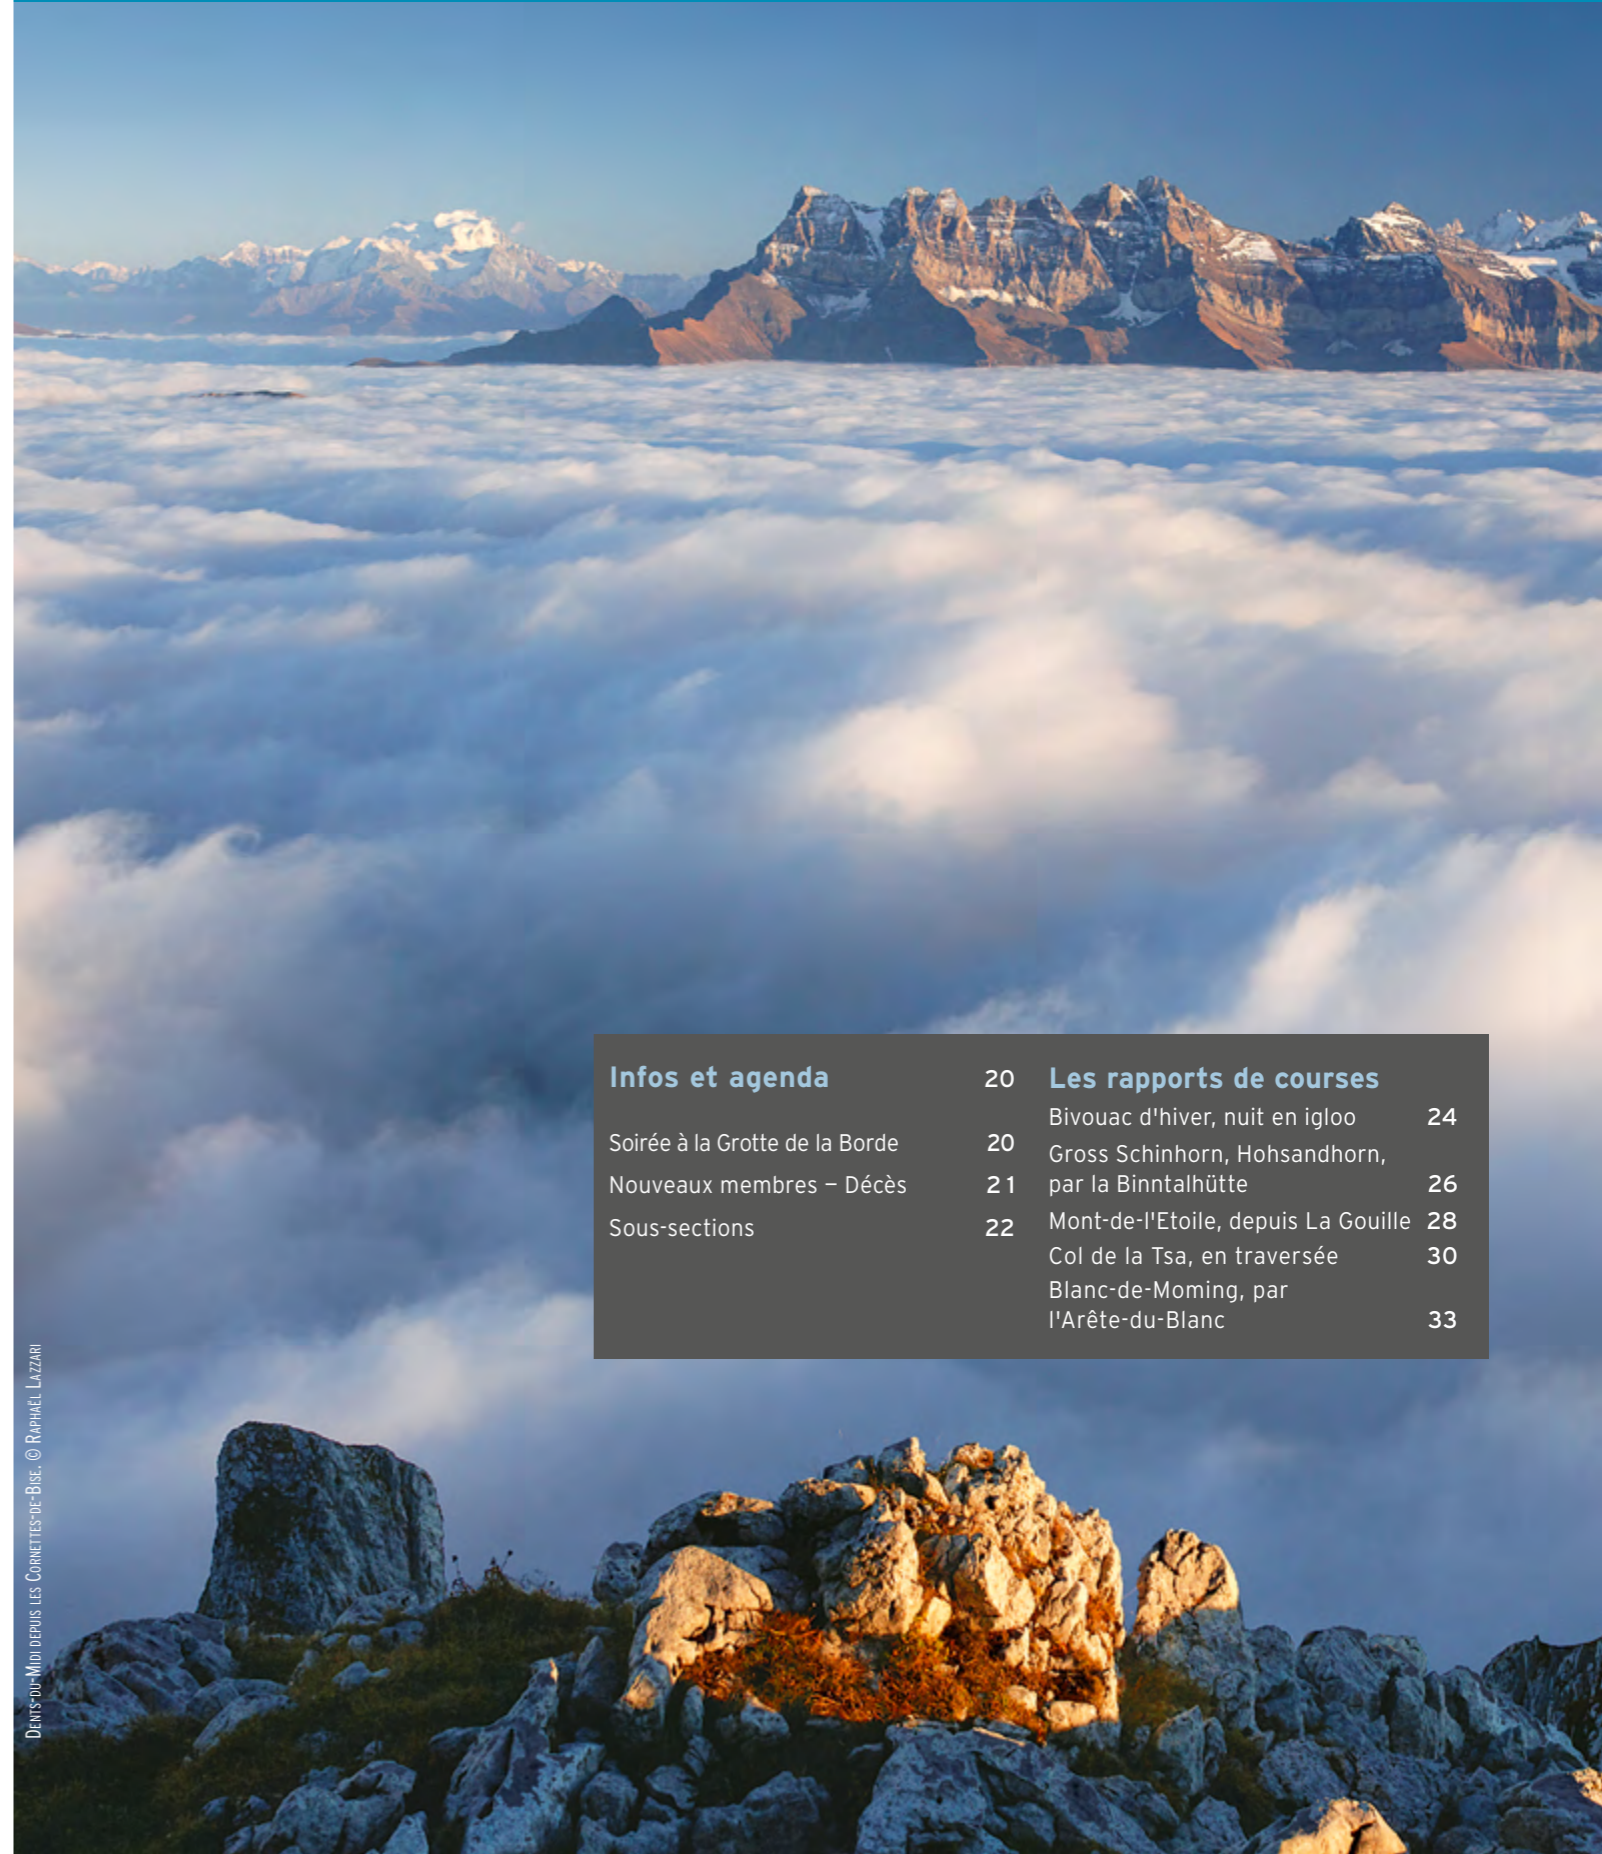 Infos et agenda 20
Soirée à la Grotte de la Borde 20
Nouveaux membres – Décès 21
Sous-sections 22
Les rapports de courses
Bivouac d'hiver, nuit en igloo 24
Gross Schinhorn, Hohsandhorn,
par la Binntalhütte 26
Mont-de-l'Etoile, depuis La Gouille 28
Col de la Tsa, en traversée 30
Blanc-de-Moming, par
l'Arête-du-Blanc 33
Dents-du-Midi depuis les Cornettes-de-Bise. © Raphaël Lazzari